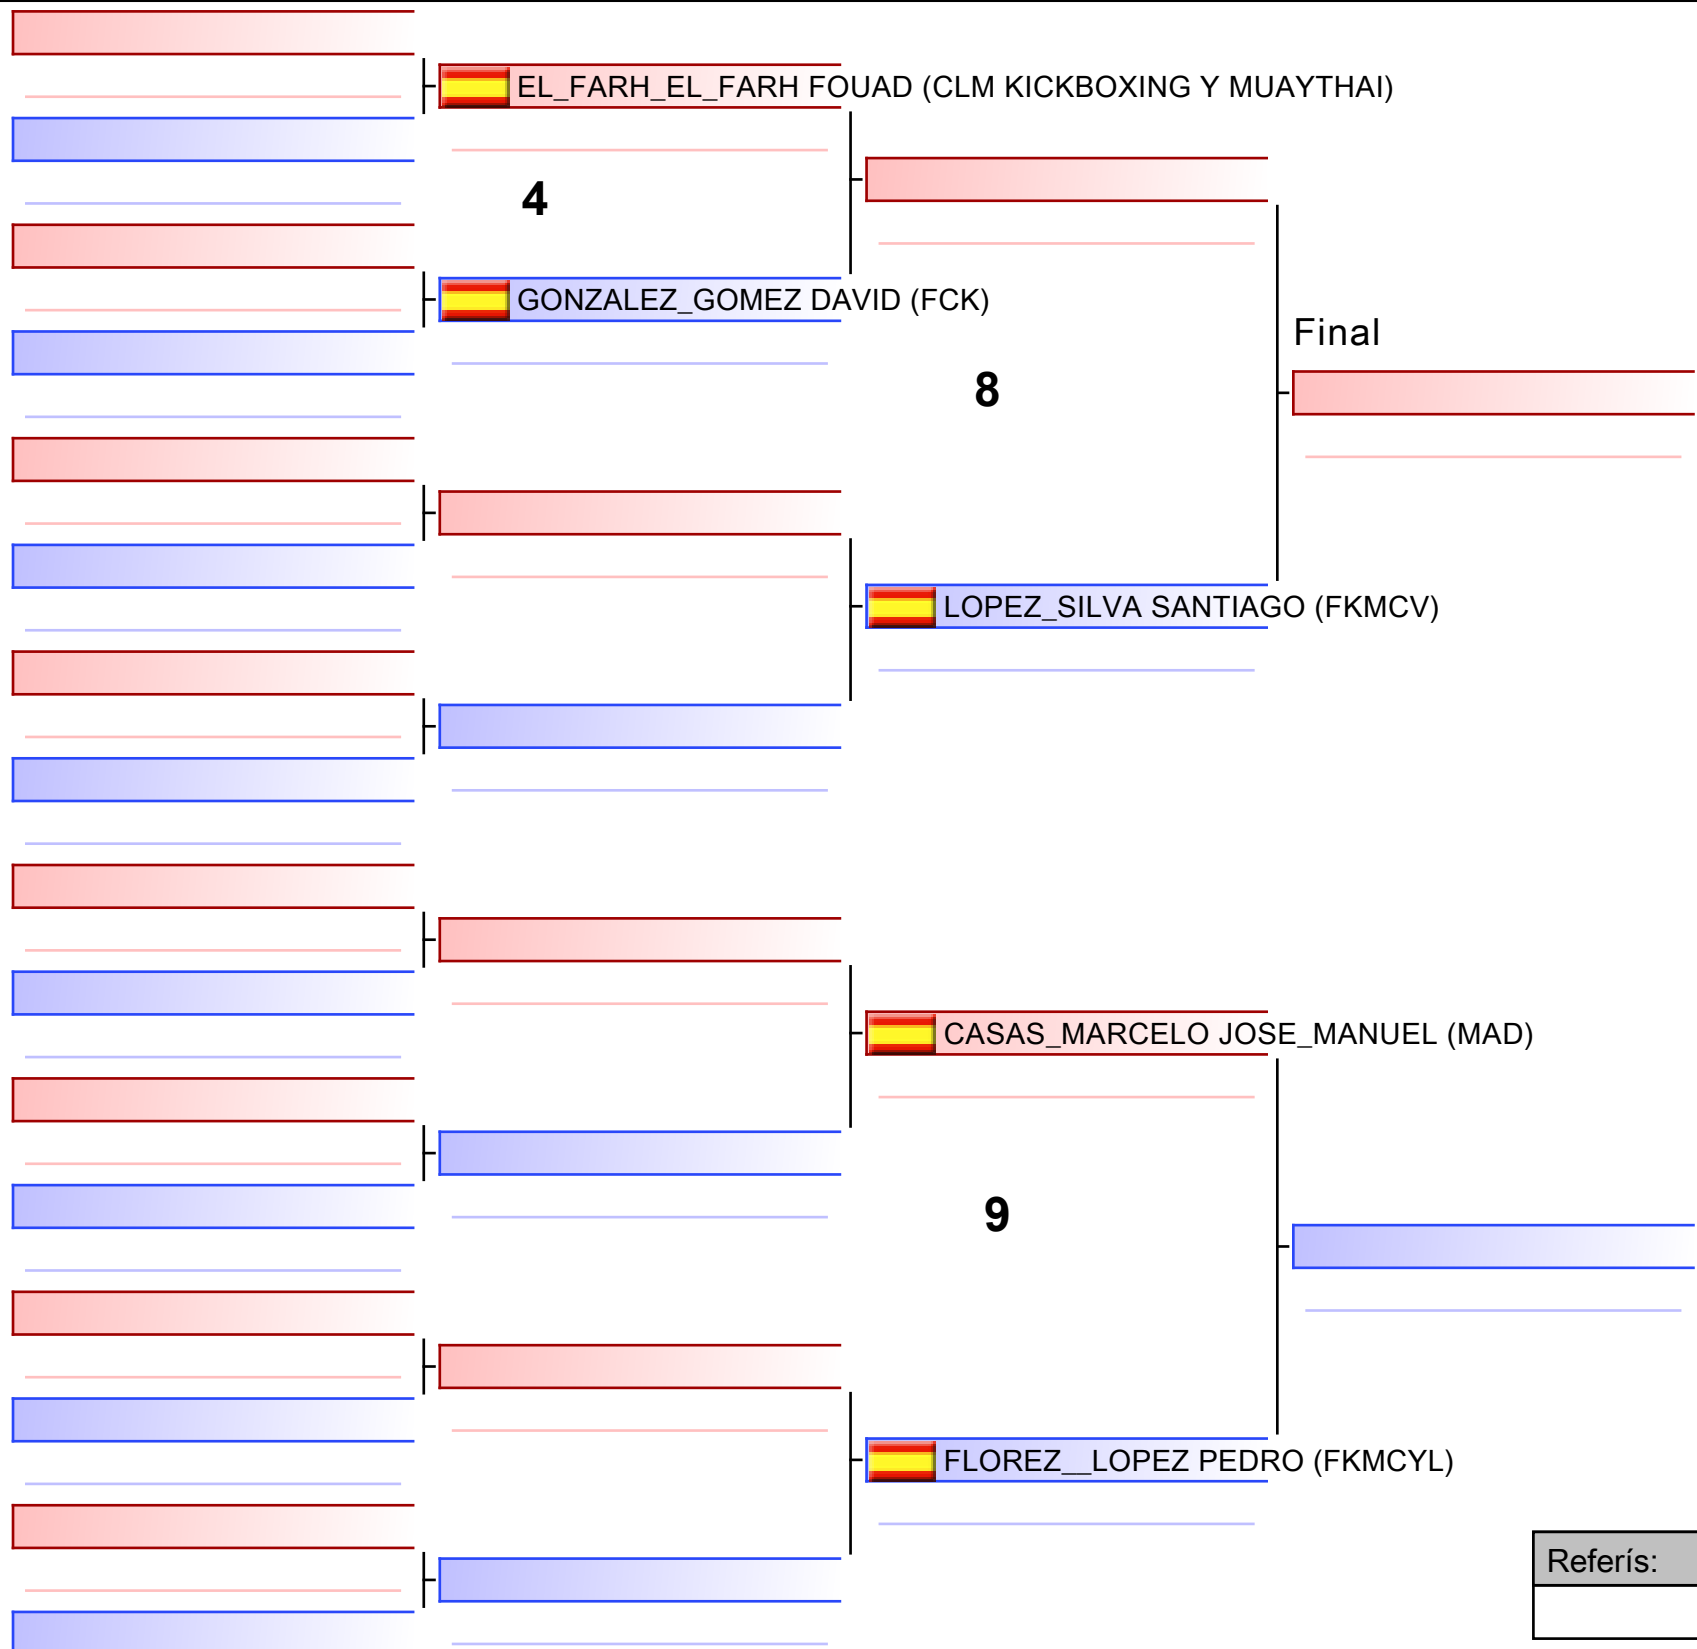 EL_FARH_EL_FARH FOUAD (CLM KICKBOXING Y MUAYTHAI)
4
GONZALEZ_GOMEZ DAVID (FCK)
Final
8
LOPEZ_SILVA SANTIAGO (FKMCV)
CASAS_MARCELO JOSE_MANUEL (MAD)
9
FLOREZ__LOPEZ PEDRO (FKMCYL)
Referís: